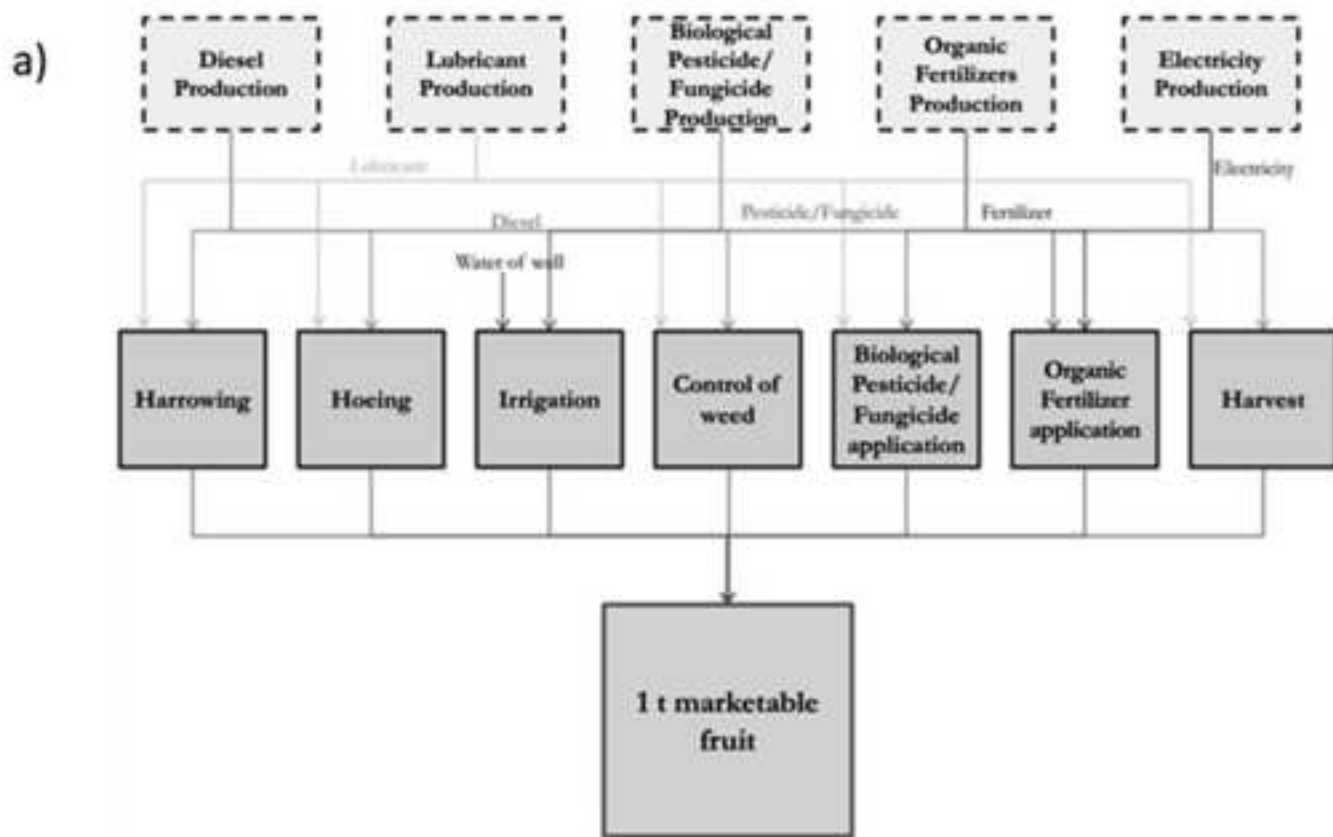 a)
Diesel
Production
Lubricant
Production
Biological
Pesticide/
Fungicide
Production
Organic
Fertilizers
Production
Electricity
Production
Lubricant
Electricity
Diesel
Pesticide/Fungicide
Fertilizer
Water of well
Harrowing
Hoeing
Irrigation
Control of
weed
Biological
Pesticide/
Fungicide
application
Organic
Fertilizer
application
Harvest
1 t marketable
fruit